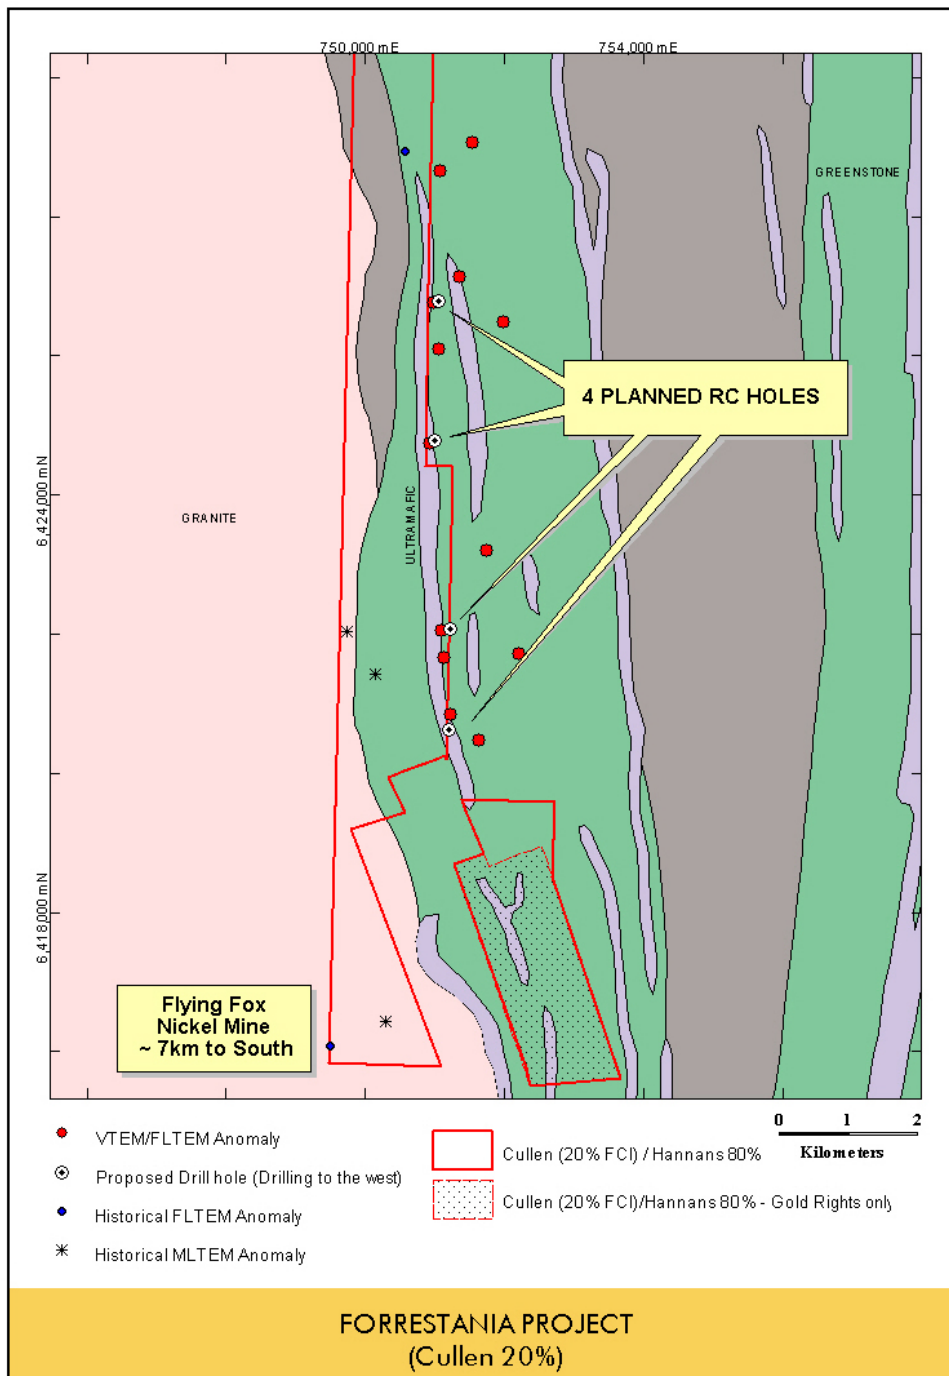 750,000 mE
754,000 mE
GREENSTONE
4 PLANNED RC HOLES
6,424,000 mN
ULTRAMAFIC
GRANITE
6,418,000 mN
Flying Fox
Nickel Mine
~ 7km to South
VTEM/FLTEM Anomaly
Proposed Drill hole (Drilling to the west)
Historical FLTEM Anomaly
Historical MLTEM Anomaly
Cullen (20% FCI) / Hannans 80%
Cullen (20% FCI)/Hannans 80% - Gold Rights only
0 1 2
Kilometers
FORRESTANIA PROJECT
(Cullen 20%)